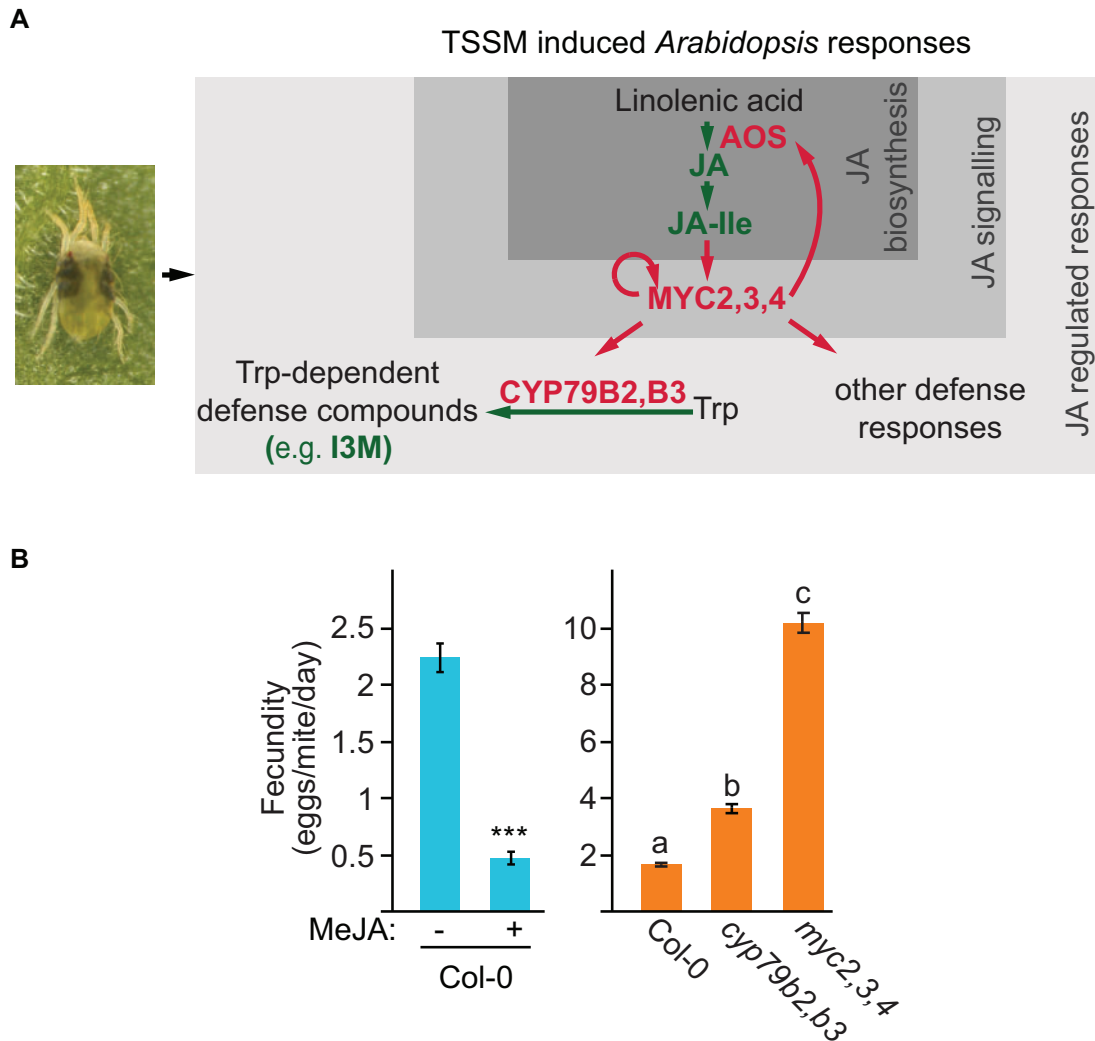 A
TSSM induced Arabidopsis responses
Linolenic acid
AOS
JA
JA-Ile
MYC2,3,4
JA
biosynthesis
JA signalling
JA regulated responses
Trp-dependent
defense compounds
(e.g. I3M)
CYP79B2,B3
Trp
other defense
responses
B
Fecundity
(eggs/mite/day)
2.5
2
1.5
1
0.5
***
MeJA: - +
Col-0
10
8
6
4
2
a
b
c
Col-0
cyp79b2,b3
myc2,3,4